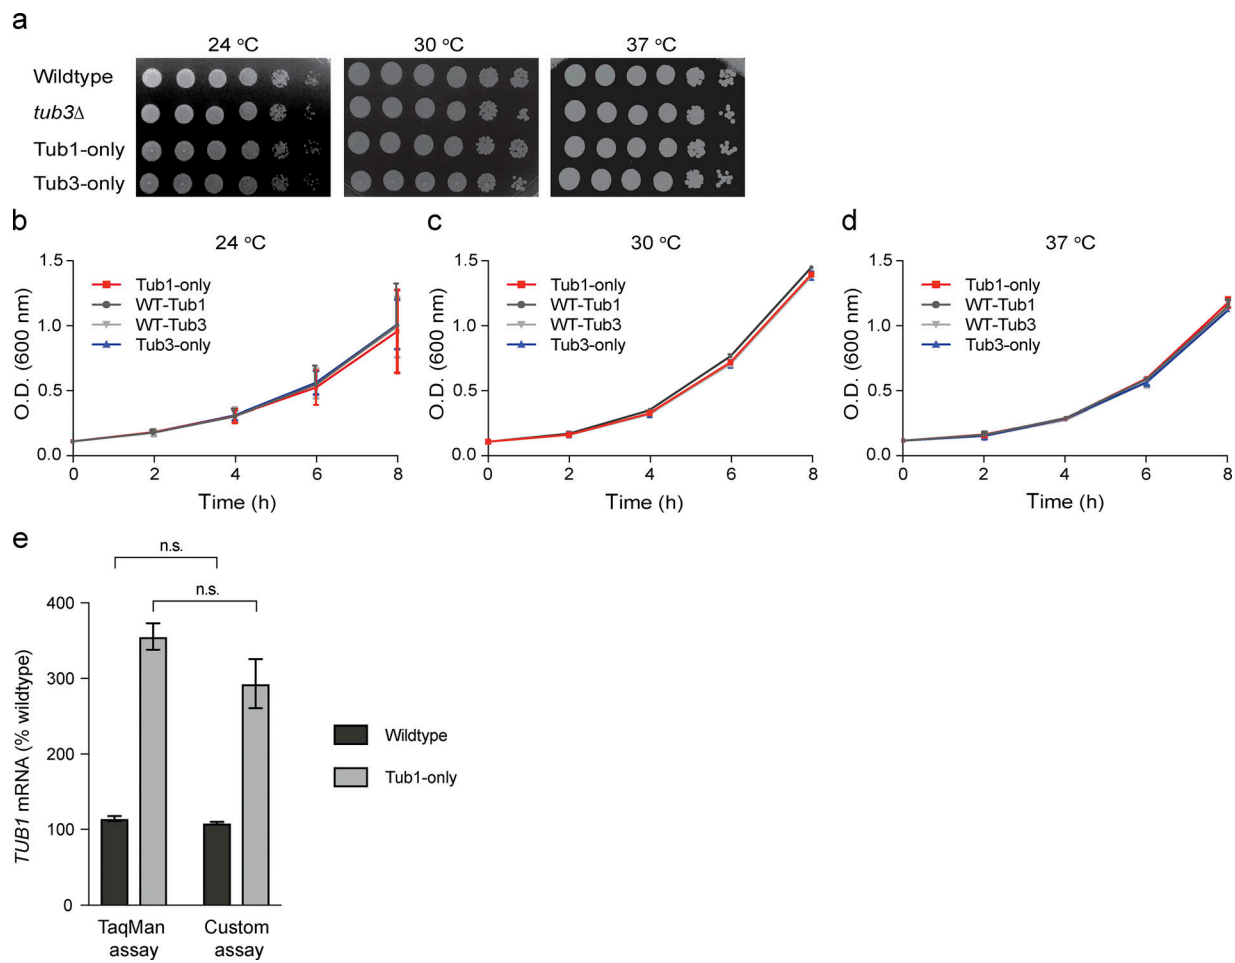 a
24 °C
30 °C
37 °C
Wildtype
tub3Δ
Tub1-only
Tub3-only
b
24 °C
O.D. (600 nm)
1.5
1.0
0.5
0.0
Tub1-only
WT-Tub1
WT-Tub3
Tub3-only
0 2 4 6 8
Time (h)
c
30 °C
O.D. (600 nm)
1.5
1.0
0.5
0.0
Tub1-only
WT-Tub1
WT-Tub3
Tub3-only
0 2 4 6 8
Time (h)
d
37 °C
O.D. (600 nm)
1.5
1.0
0.5
0.0
Tub1-only
WT-Tub1
WT-Tub3
Tub3-only
0 2 4 6 8
Time (h)
e
n.s.
n.s.
TUB1 mRNA (% wildtype)
400
300
200
100
0
TaqMan
assay
Custom
assay
Wildtype
Tub1-only